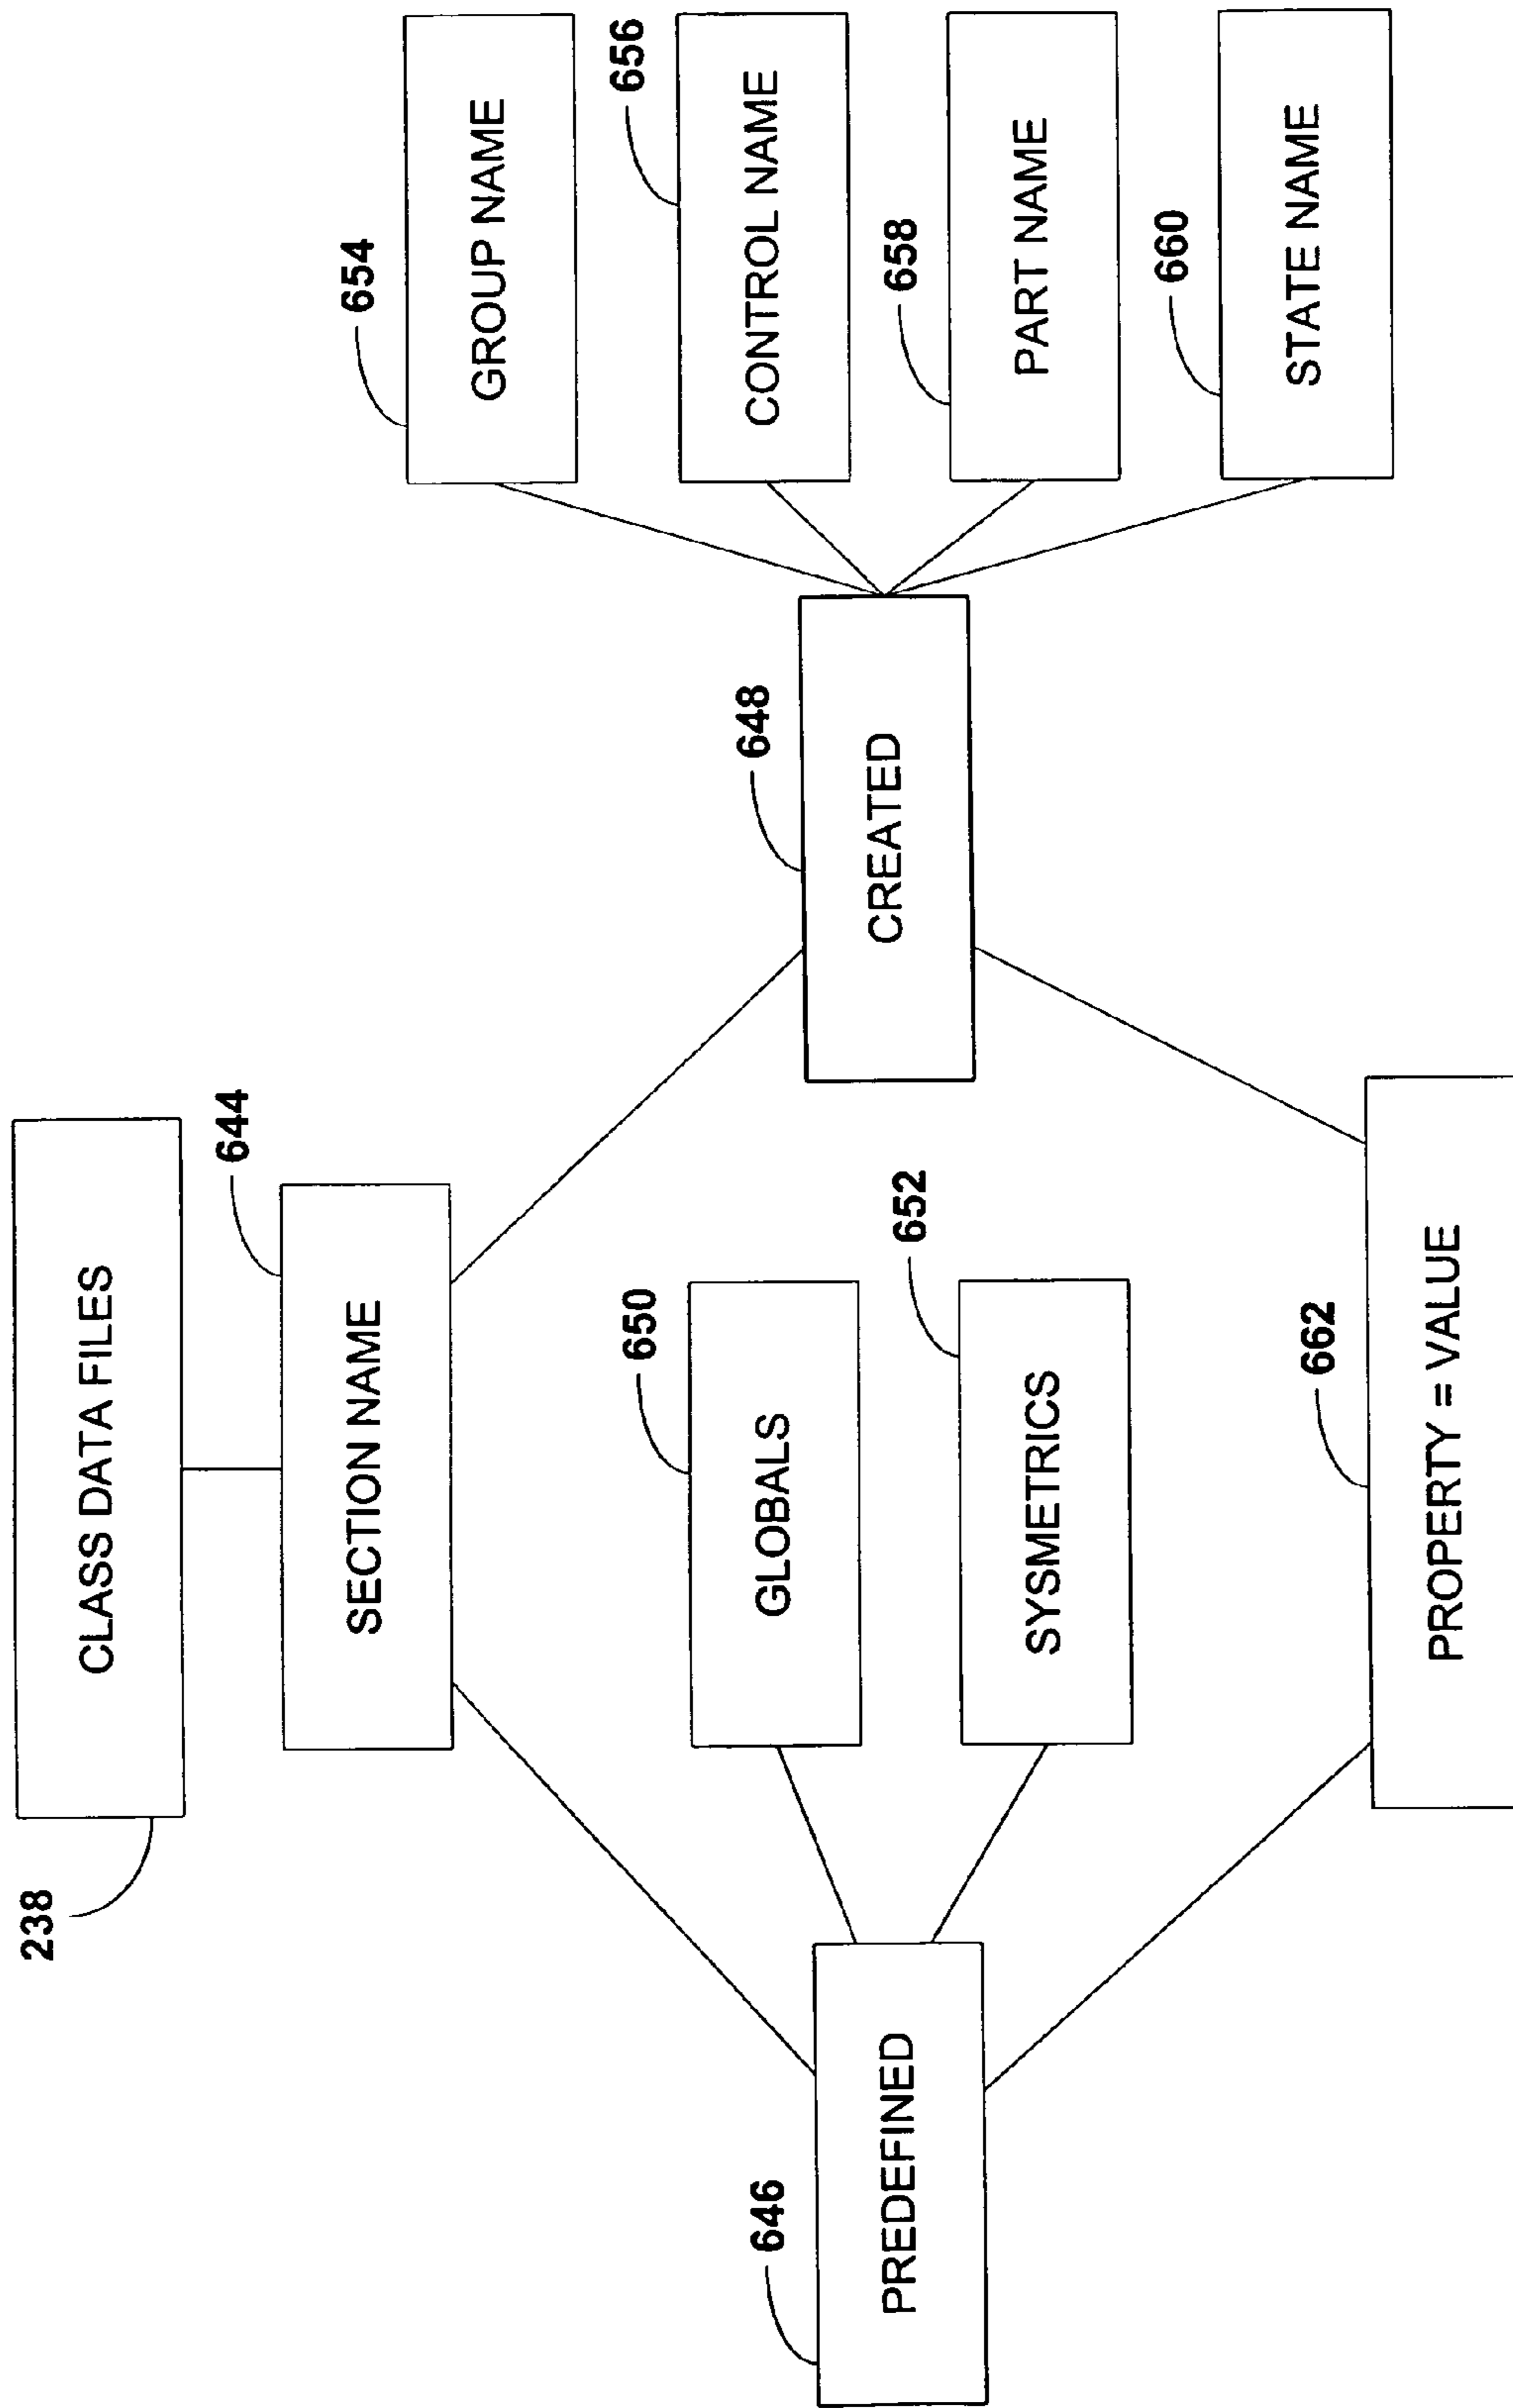 238
CLASS DATA FILES
644
SECTION NAME
646
PREDEFINED
650
GLOBALS
652
SYSMETRICS
648
CREATED
654
GROUP NAME
656
CONTROL NAME
658
PART NAME
660
STATE NAME
662
PROPERTY = VALUE